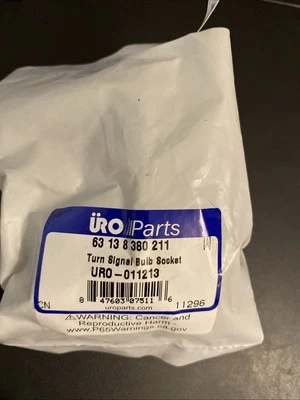 ÜRO Parts
63 13 8 380 211
Turn Signal Bulb Socket
URO-011213
8 47603 07511 6
CN
uroparts.com
11296
⚠WARNING: Cancer and
Reproductive Harm -
www.P65Warnings.ca.gov